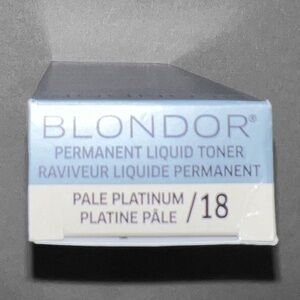 BLONDOR®
PERMANENT LIQUID TONER
RAVIVEUR LIQUIDE PERMANENT
PALE PLATINUM
PLATINE PÂLE
/18